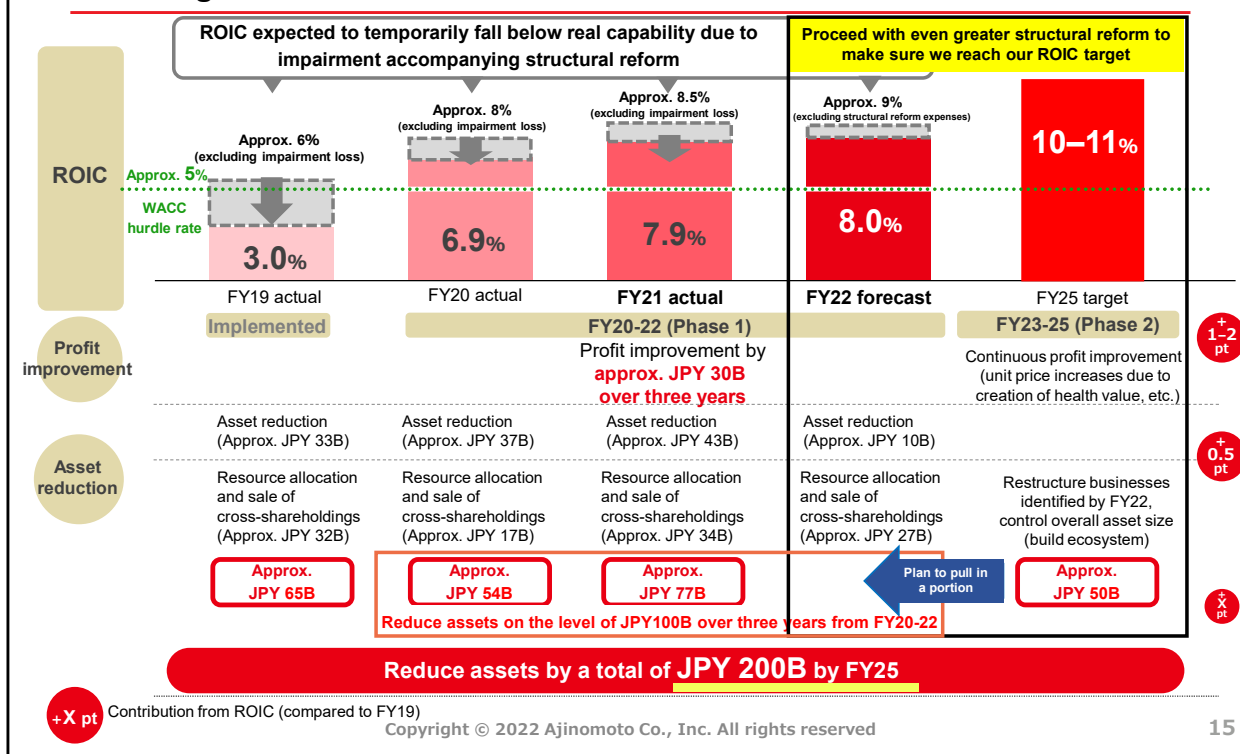 ROIC expected to temporarily fall below real capability due to
impairment accompanying structural reform
Proceed with even greater structural reform to
make sure we reach our ROIC target
ROIC
Approx. 5%
WACC
hurdle rate
Approx. 6%
(excluding impairment loss)
3.0%
Approx. 8%
(excluding impairment loss)
6.9%
Approx. 8.5%
(excluding impairment loss)
7.9%
Approx. 9%
(excluding structural reform expenses)
8.0%
10–11%
FY19 actual
FY20 actual
FY21 actual
FY22 forecast
FY25 target
Implemented
FY20-22 (Phase 1)
FY23-25 (Phase 2)
Profit
improvement
Profit improvement by
approx. JPY 30B
over three years
Continuous profit improvement
(unit price increases due to
creation of health value, etc.)
+
1–2
pt
Asset
reduction
Asset reduction
(Approx. JPY 33B)
Asset reduction
(Approx. JPY 37B)
Asset reduction
(Approx. JPY 43B)
Asset reduction
(Approx. JPY 10B)
+
0.5
pt
Resource allocation
and sale of
cross-shareholdings
(Approx. JPY 32B)
Resource allocation
and sale of
cross-shareholdings
(Approx. JPY 17B)
Resource allocation
and sale of
cross-shareholdings
(Approx. JPY 34B)
Resource allocation
and sale of
cross-shareholdings
(Approx. JPY 27B)
Restructure businesses
identified by FY22,
control overall asset size
(build ecosystem)
Approx.
JPY 65B
Approx.
JPY 54B
Approx.
JPY 77B
Plan to pull in
a portion
Approx.
JPY 50B
+
X
pt
Reduce assets on the level of JPY100B over three years from FY20-22
Reduce assets by a total of JPY 200B by FY25
+X pt
Contribution from ROIC (compared to FY19)
Copyright © 2022 Ajinomoto Co., Inc. All rights reserved
15